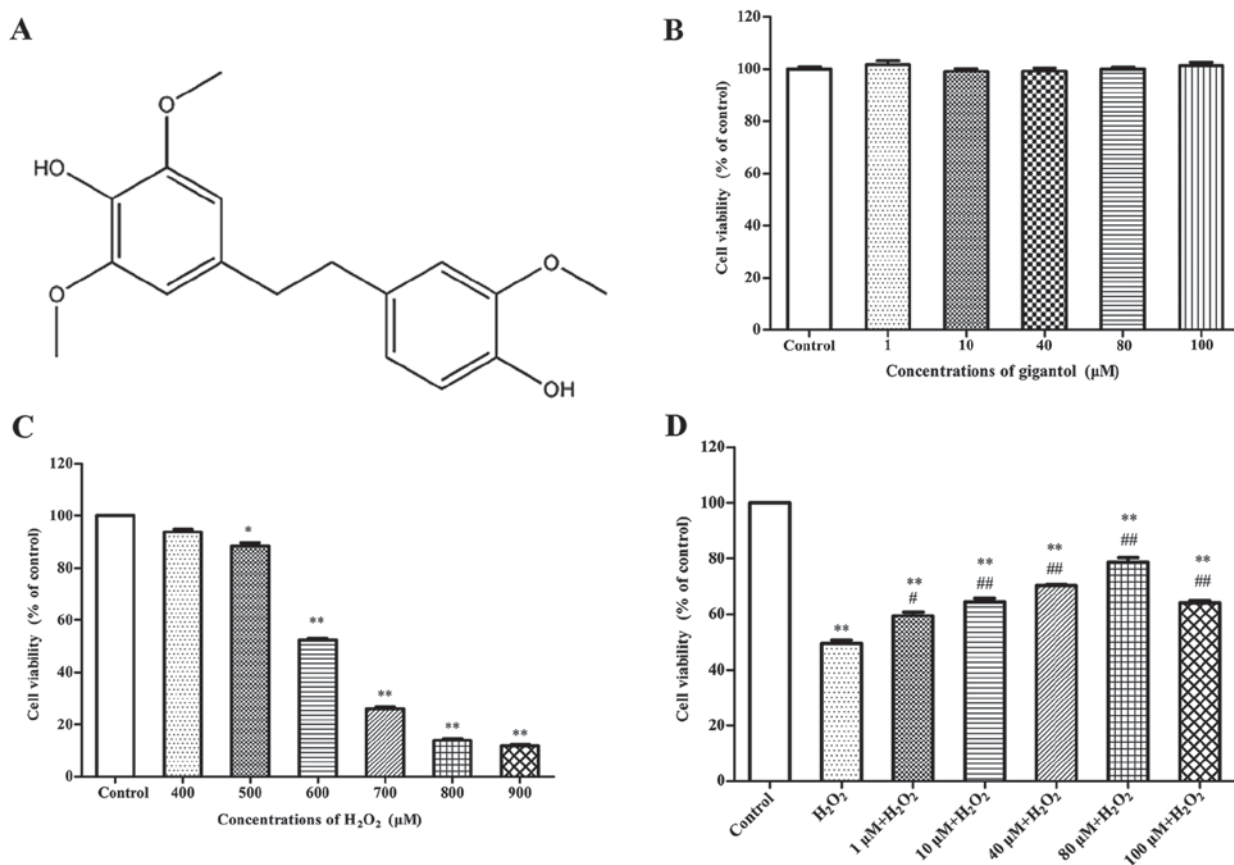 A
O
HO
O
O
OH
B
120
100
80
60
40
20
0
Cell viability (% of control)
Control 1 10 40 80 100
Concentrations of gigantol (μM)
C
120
100
80
60
40
20
0
Cell viability (% of control)
*
**
**
**
**
Control 400 500 600 700 800 900
Concentrations of H₂O₂ (μM)
D
120
100
80
60
40
20
0
Cell viability (% of control)
**
**
#
**
##
**
##
**
##
**
##
Control H₂O₂ 1 μM+H₂O₂ 10 μM+H₂O₂ 40 μM+H₂O₂ 80 μM+H₂O₂ 100 μM+H₂O₂